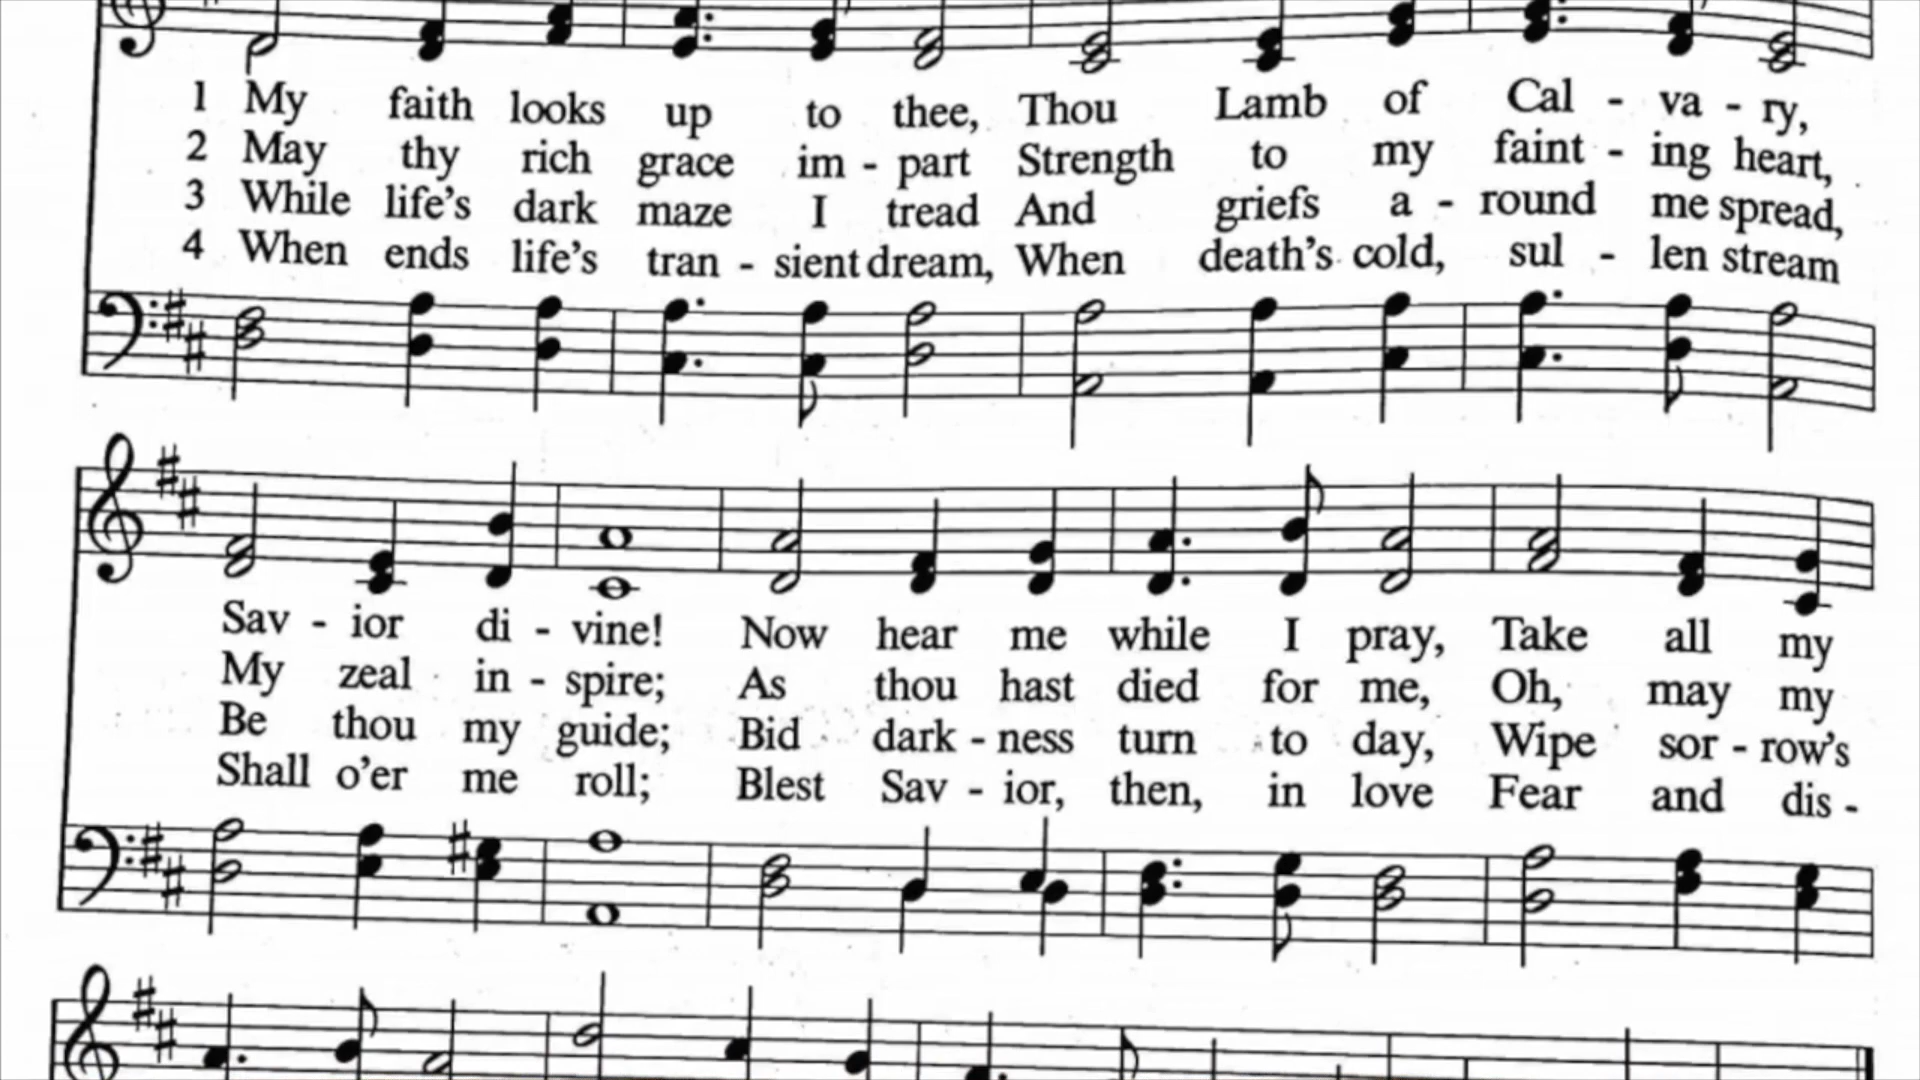 1 My faith looks up to thee, Thou Lamb of Cal - va - ry,
2 May thy rich grace im - part Strength to my faint - ing heart,
3 While life's dark maze I tread And griefs a - round me spread,
4 When ends life's tran - sient dream, When death's cold, sul - len stream
Sav - ior di - vine! Now hear me while I pray, Take all my
My zeal in - spire; As thou hast died for me, Oh, may my
Be thou my guide; Bid dark - ness turn to day, Wipe sor - row's
Shall o'er me roll; Blest Sav - ior, then, in love Fear and dis -